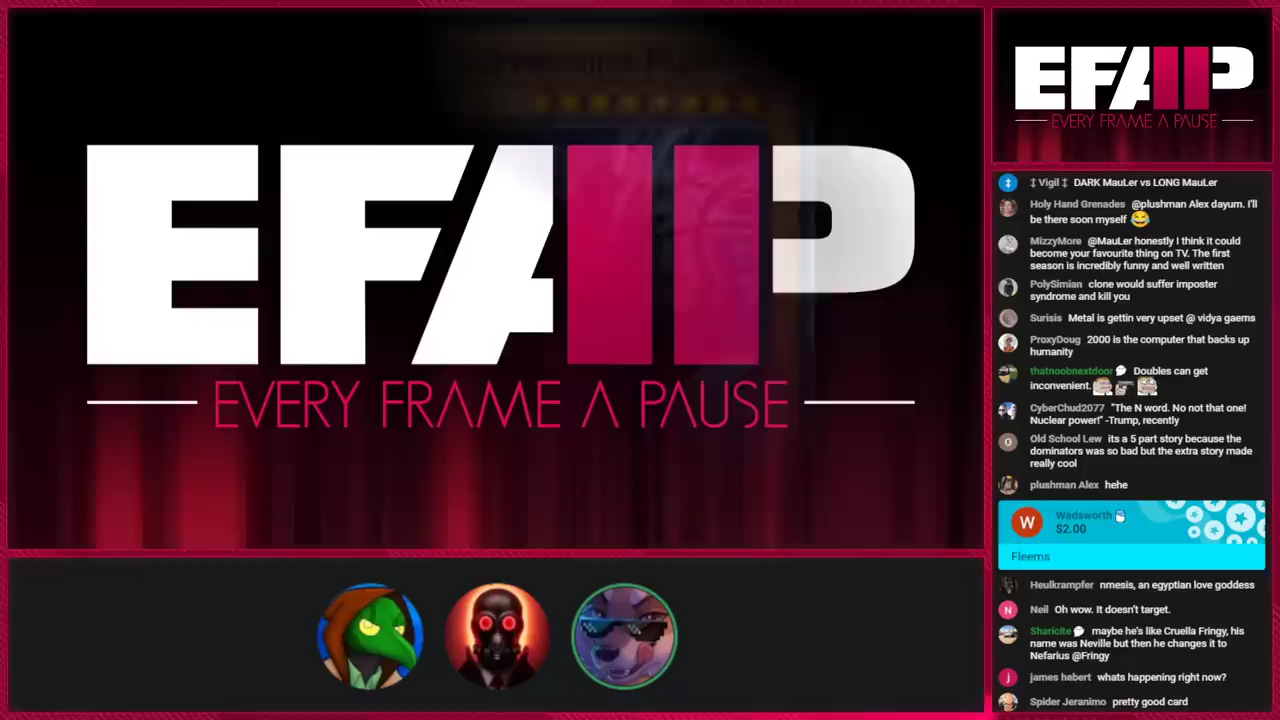 EFAP
EVERY FRAME A PAUSE
EFAP
EVERY FRAME A PAUSE
‡ Vigil ‡ DARK MauLer vs LONG MauLer
Holy Hand Grenades @plushman Alex dayum. I'll
be there soon myself 😂
MizzyMore @MauLer honestly I think it could
become your favourite thing on TV. The first
season is incredibly funny and well written
PolySimian clone would suffer imposter
syndrome and kill you
Surisis Metal is gettin very upset @ vidya gaems
ProxyDoug 2000 is the computer that backs up
humanity
thatnoobnextdoor Doubles can get
inconvenient.
CyberChud2077 "The N word. No not that one!
Nuclear power!" -Trump, recently
Old School Lew its a 5 part story because the
dominators was so bad but the extra story made
really cool
plushman Alex hehe
W
Wadsworth
$2.00
Fleems
Heulkrampfer nmesis, an egyptian love goddess
N Neil Oh wow. It doesn't target.
Sharicite maybe he's like Cruella Fringy, his
name was Neville but then he changes it to
Nefarius @Fringy
j james hebert whats happening right now?
Spider Jeranimo pretty good card